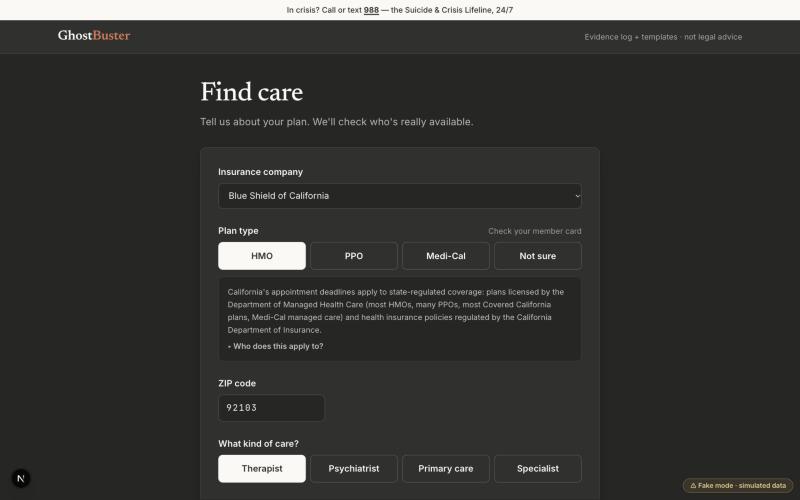 In crisis? Call or text 988 — the Suicide & Crisis Lifeline, 24/7
GhostBuster
Evidence log + templates · not legal advice
Find care
Tell us about your plan. We'll check who's really available.
Insurance company
Blue Shield of California
Plan type
Check your member card
HMO
PPO
Medi-Cal
Not sure
California's appointment deadlines apply to state-regulated coverage: plans licensed by the
Department of Managed Health Care (most HMOs, many PPOs, most Covered California
plans, Medi-Cal managed care) and health insurance policies regulated by the California
Department of Insurance.
• Who does this apply to?
ZIP code
92103
What kind of care?
Therapist
Psychiatrist
Primary care
Specialist
N
⚠ Fake mode · simulated data